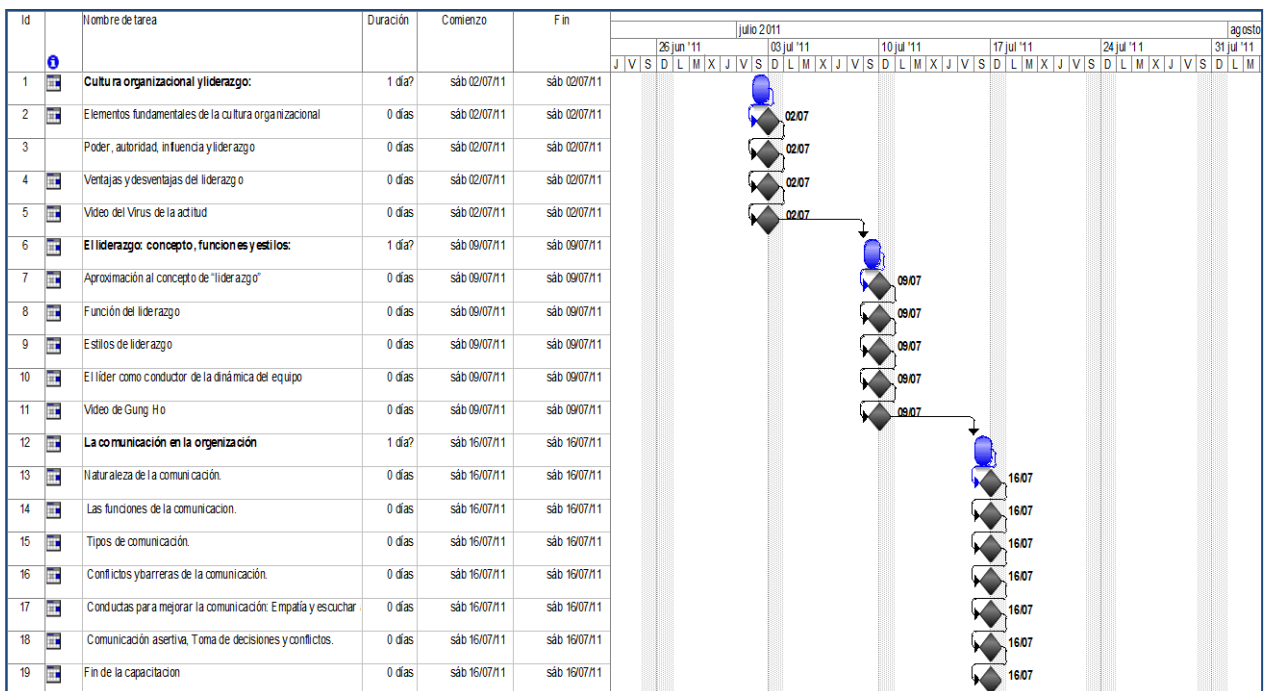 Id Nombre de tarea Duración Comienzo Fin
julio 2011 agosto
26 jun '11 03 jul '11 10 jul '11 17 jul '11 24 jul '11 31 jul '11
J V S D L M X J V S D L M X J V S D L M X J V S D L M X J V S D L M X J V S D L M
1 Cultura organizacional y liderazgo: 1 día? sáb 02/07/11 sáb 02/07/11
2 Elementos fundamentales de la cultura organizacional 0 días sáb 02/07/11 sáb 02/07/11 02/07
3 Poder, autoridad, influencia y liderazgo 0 días sáb 02/07/11 sáb 02/07/11 02/07
4 Ventajas y desventajas del liderazgo 0 días sáb 02/07/11 sáb 02/07/11 02/07
5 Video del Virus de la actitud 0 días sáb 02/07/11 sáb 02/07/11 02/07
6 El liderazgo: concepto, funciones y estilos: 1 día? sáb 09/07/11 sáb 09/07/11
7 Aproximación al concepto de "liderazgo" 0 días sáb 09/07/11 sáb 09/07/11 09/07
8 Función del liderazgo 0 días sáb 09/07/11 sáb 09/07/11 09/07
9 Estilos de liderazgo 0 días sáb 09/07/11 sáb 09/07/11 09/07
10 El líder como conductor de la dinámica del equipo 0 días sáb 09/07/11 sáb 09/07/11 09/07
11 Video de Gung Ho 0 días sáb 09/07/11 sáb 09/07/11 09/07
12 La comunicación en la orgenización 1 día? sáb 16/07/11 sáb 16/07/11
13 Naturaleza de la comunicación. 0 días sáb 16/07/11 sáb 16/07/11 16/07
14 Las funciones de la comunicacion. 0 días sáb 16/07/11 sáb 16/07/11 16/07
15 Tipos de comunicación. 0 días sáb 16/07/11 sáb 16/07/11 16/07
16 Conflictos y barreras de la comunicación. 0 días sáb 16/07/11 sáb 16/07/11 16/07
17 Conductas para mejorar la comunicación: Empatía y escuchar 0 días sáb 16/07/11 sáb 16/07/11 16/07
18 Comunicación asertiva, Toma de decisiones y conflictos. 0 días sáb 16/07/11 sáb 16/07/11 16/07
19 Fin de la capacitacion 0 días sáb 16/07/11 sáb 16/07/11 16/07